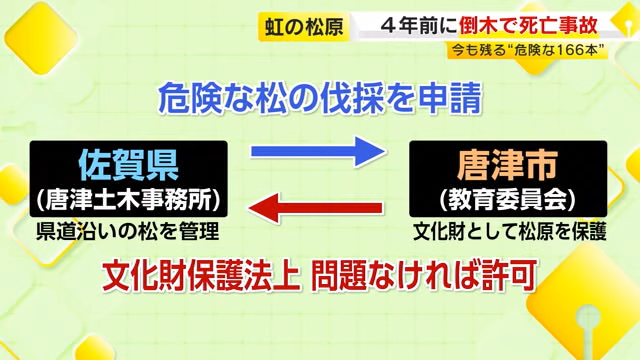 虹の松原
４年前に倒木で死亡事故
今も残る“危険な166本”
危険な松の伐採を申請
佐賀県
(唐津土木事務所)
県道沿いの松を管理
唐津市
(教育委員会)
文化財として松原を保護
文化財保護法上 問題なければ許可